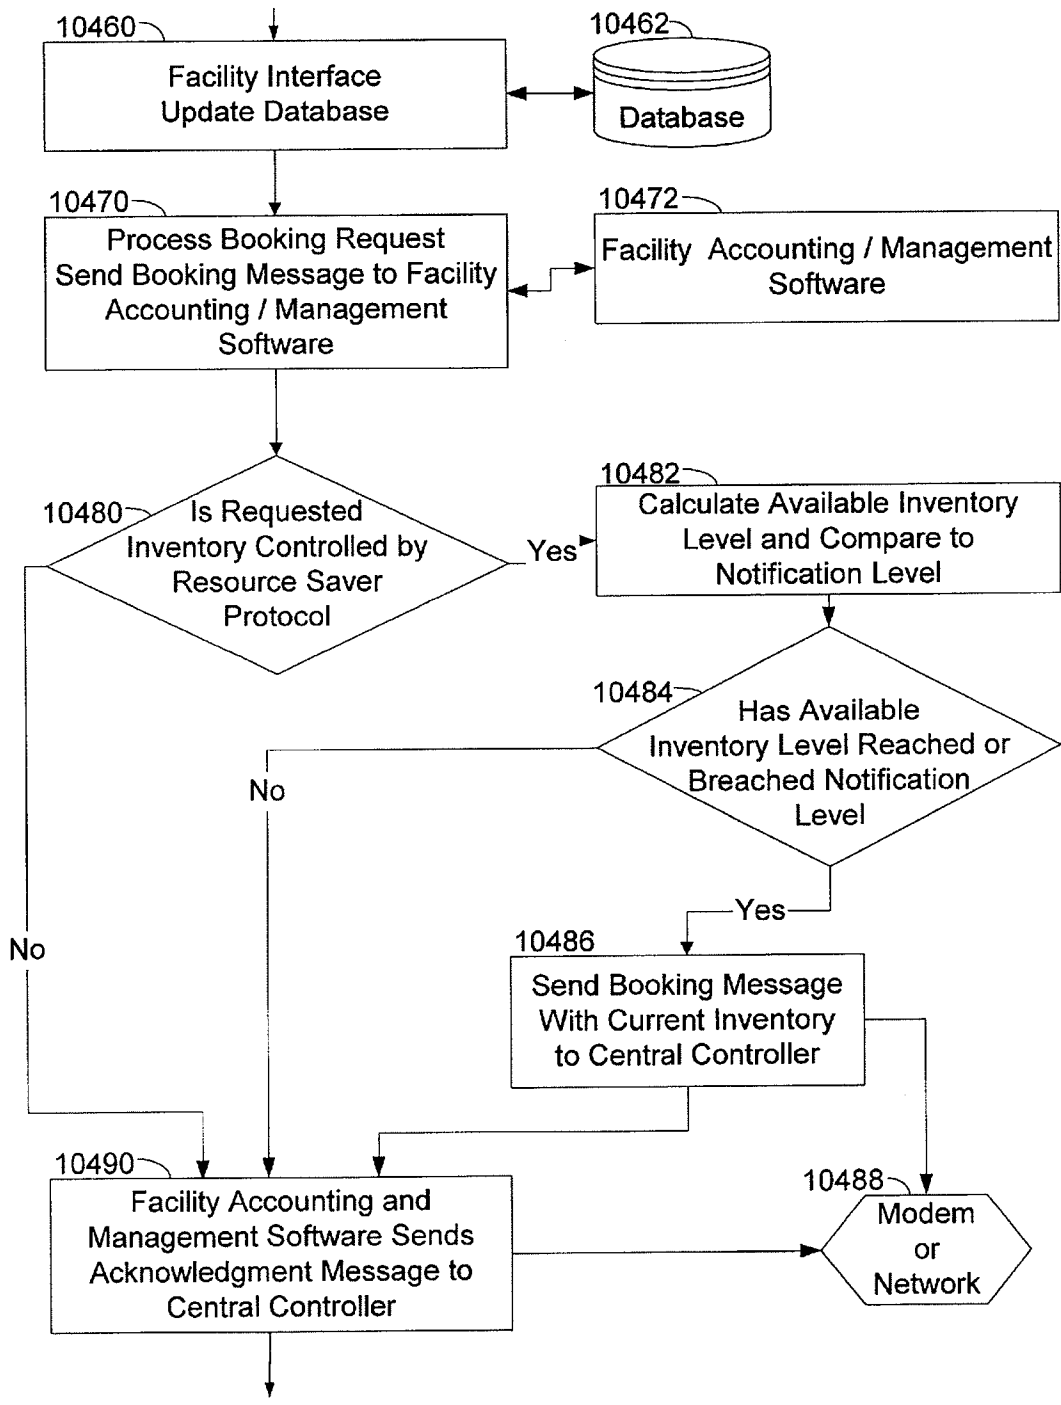 10460
Facility Interface
Update Database
10462
Database
10470
Process Booking Request
Send Booking Message to Facility
Accounting / Management
Software
10472
Facility Accounting / Management
Software
10480
Is Requested
Inventory Controlled by
Resource Saver
Protocol
Yes
10482
Calculate Available Inventory
Level and Compare to
Notification Level
10484
Has Available
Inventory Level Reached or
Breached Notification
Level
No
Yes
No
10486
Send Booking Message
With Current Inventory
to Central Controller
10490
Facility Accounting and
Management Software Sends
Acknowledgment Message to
Central Controller
10488
Modem
or
Network